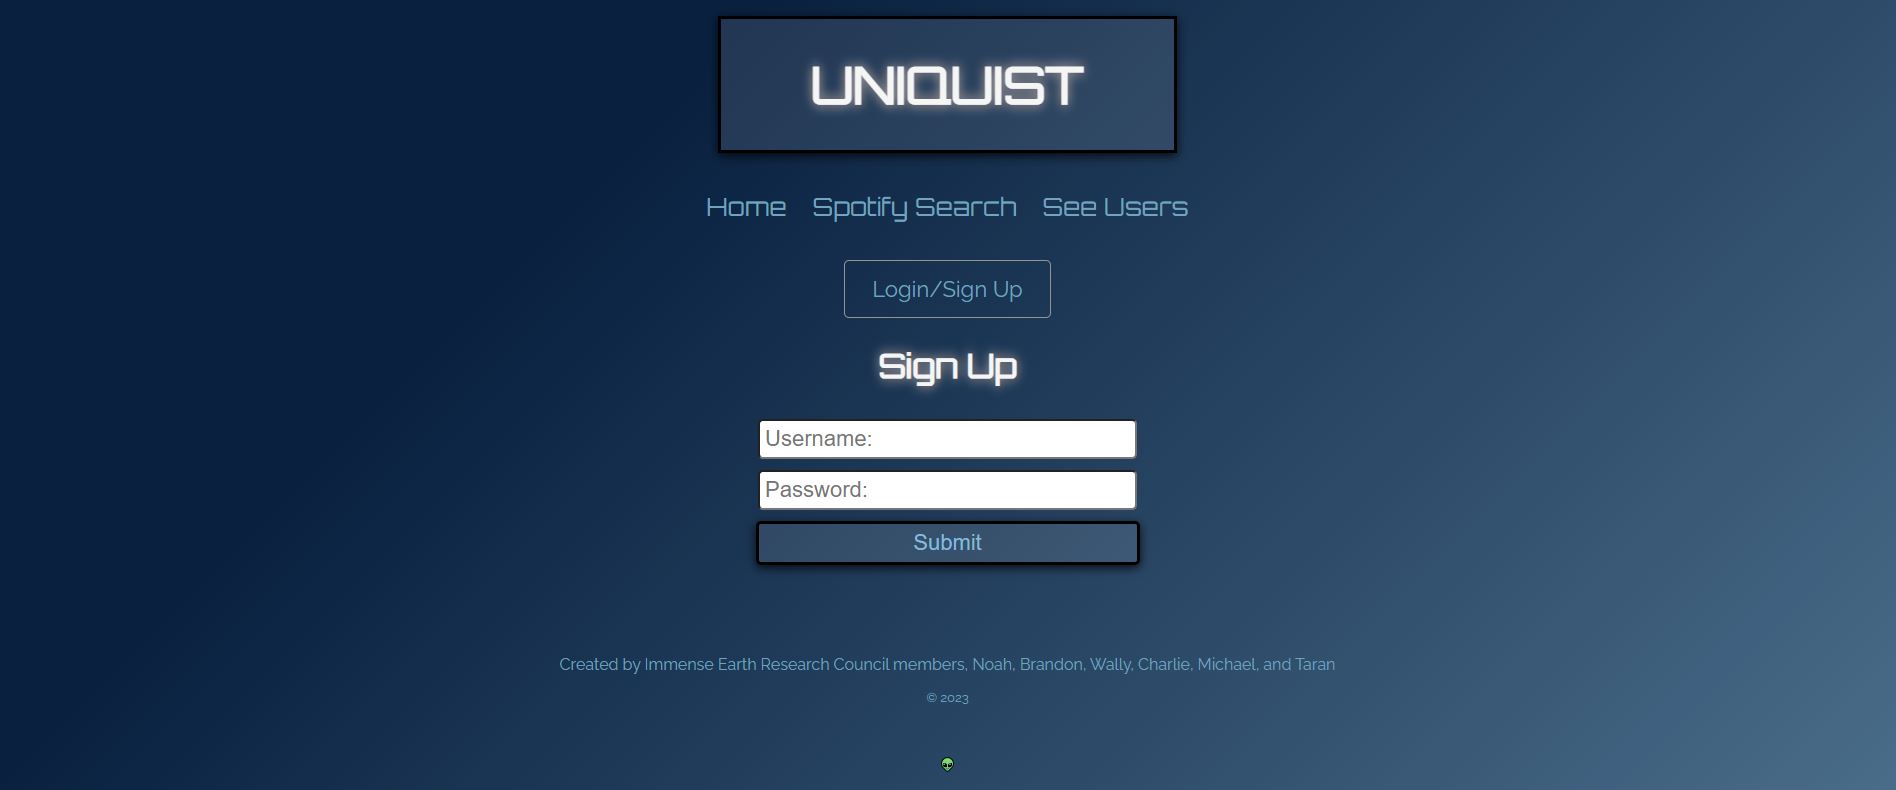 UNIQUIST
Home Spotify Search See Users
Login/Sign Up
Sign Up
Username:
Password:
Submit
Created by Immense Earth Research Council members, Noah, Brandon, Wally, Charlie, Michael, and Taran
© 2023